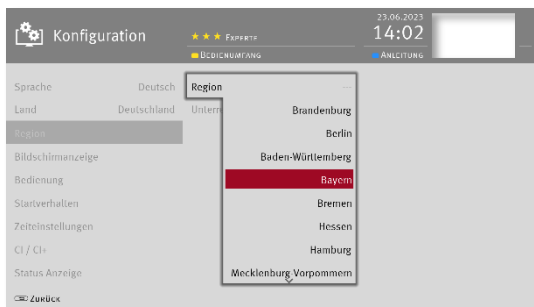 23.06.2023
Konfiguration
★★★ EXPERTE
14:02
BEDIENUMFANG
ANLEITUNG
Sprache Deutsch
Region —
Land Deutschland
Brandenburg
Region
Berlin
Bildschirmanzeige
Baden-Württemberg
Bedienung
Bayern
Startverhalten
Bremen
Zeiteinstellungen
Hessen
CI / CI+
Hamburg
Status Anzeige
Mecklenburg-Vorpommern
ZURÜCK